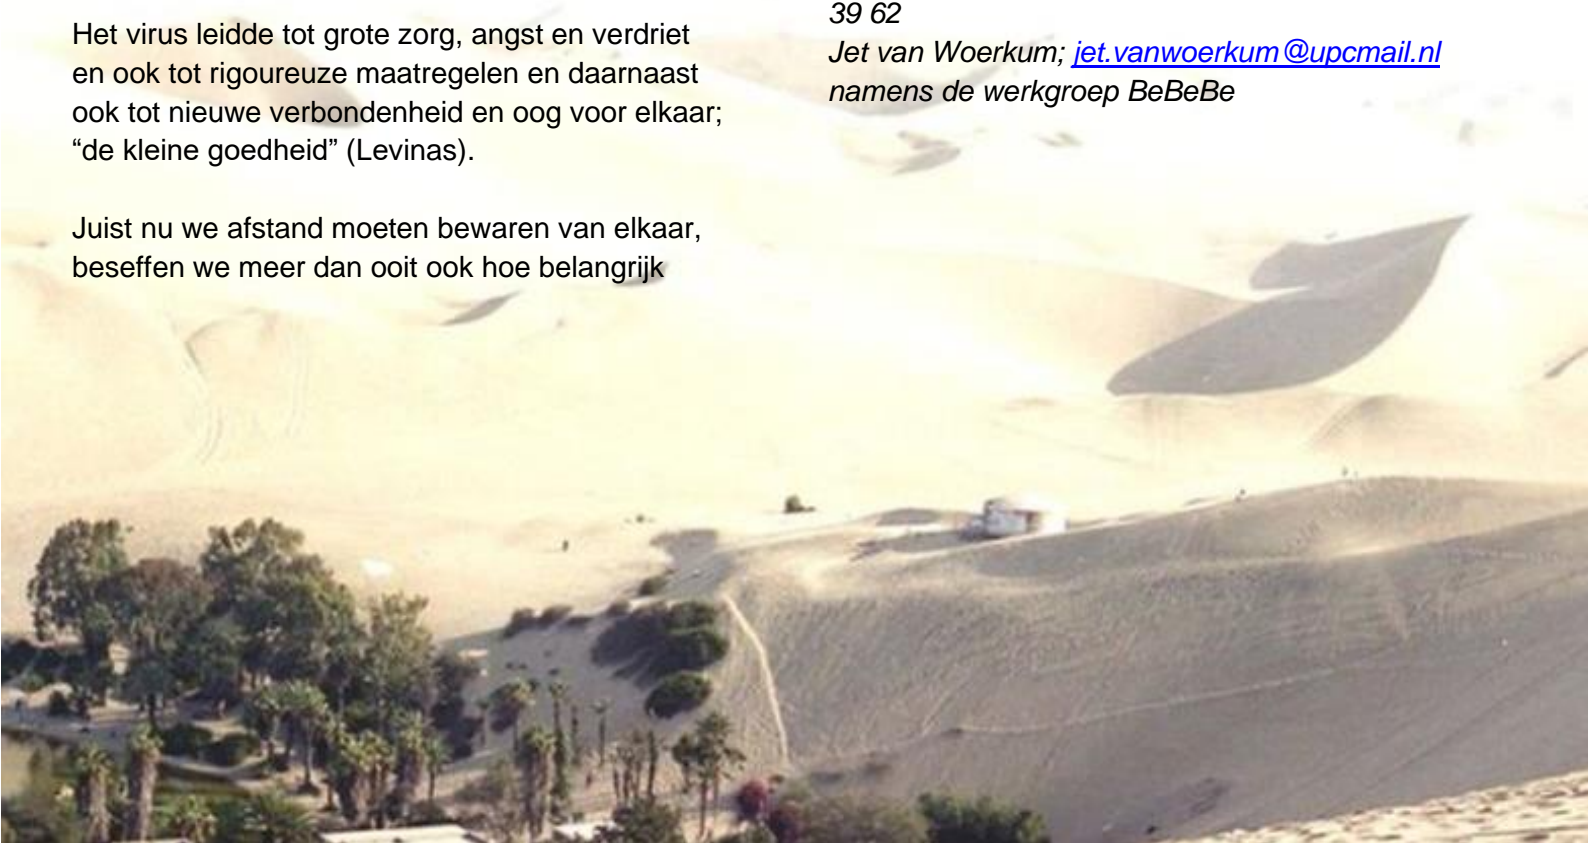 Het virus leidde tot grote zorg, angst en verdriet
en ook tot rigoureuze maatregelen en daarnaast
ook tot nieuwe verbondenheid en oog voor elkaar;
“de kleine goedheid” (Levinas).
Juist nu we afstand moeten bewaren van elkaar,
beseffen we meer dan ooit ook hoe belangrijk
39 62
Jet van Woerkum; jet.vanwoerkum@upcmail.nl
namens de werkgroep BeBeBe